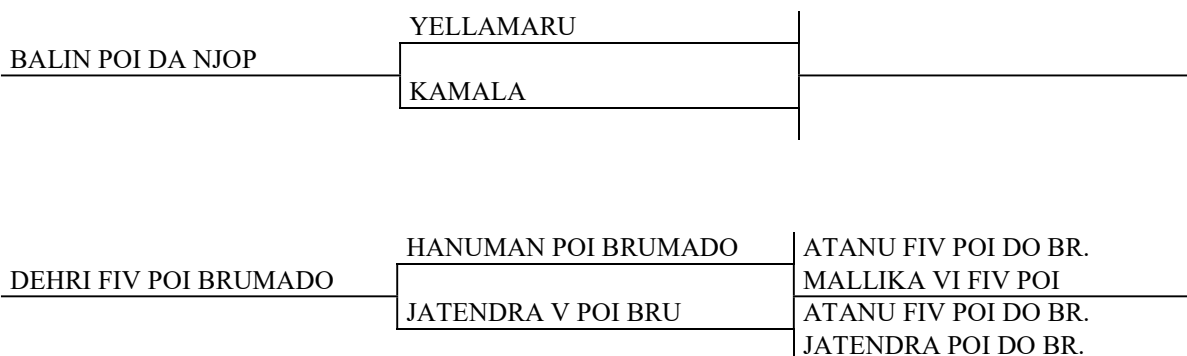 YELLAMARU
BALIN POI DA NJOP
KAMALA
HANUMAN POI BRUMADO
ATANU FIV POI DO BR.
DEHRI FIV POI BRUMADO
MALLIKA VI FIV POI
JATENDRA V POI BRU
ATANU FIV POI DO BR.
JATENDRA POI DO BR.